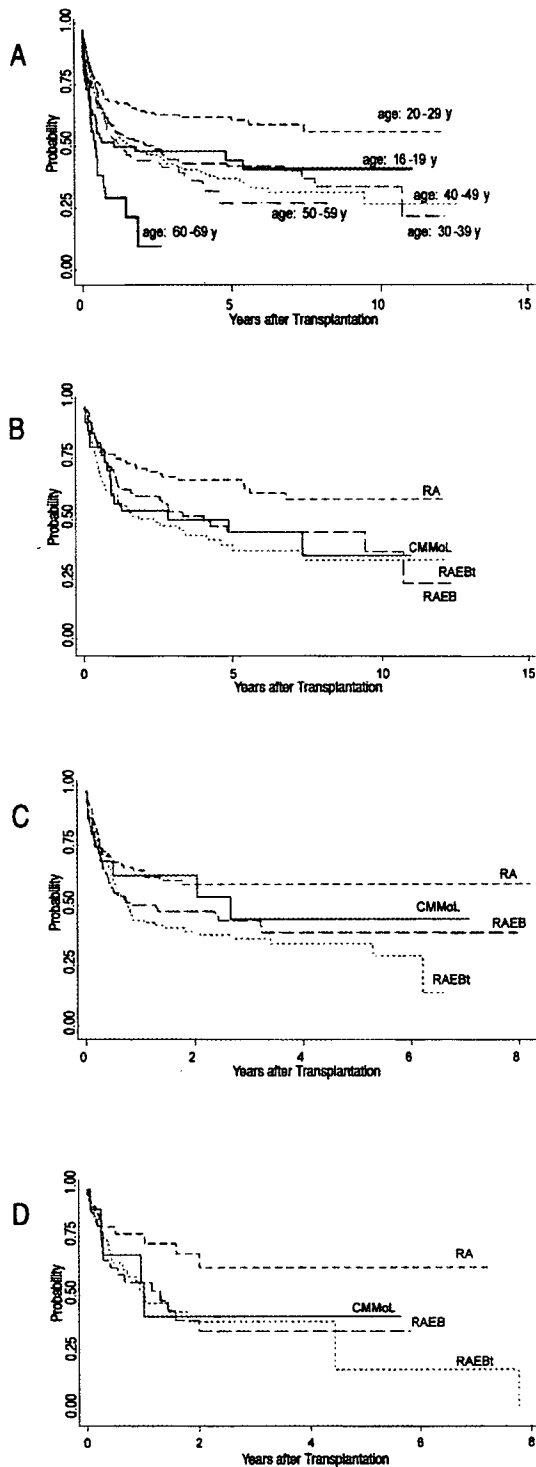 A
1.00
0.75
0.50
0.25
0.00
Probability
age: 20-29 y
age: 16-19 y
age: 40-49 y
age: 50-59 y
age: 30-39 y
age: 60-69 y
0
5
10
15
Years after Transplantation
B
1.00
0.75
0.50
0.25
0.00
Probability
RA
CMMoL
RAEBt
RAEB
0
5
10
15
Years after Transplantation
C
1.00
0.75
0.50
0.25
0.00
Probability
RA
CMMoL
RAEB
RAEBt
0
2
4
6
8
Years after Transplantation
D
1.00
0.75
0.50
0.25
0.00
Probability
RA
CMMoL
RAEB
RAEBt
0
2
4
6
8
Years after Transplantation